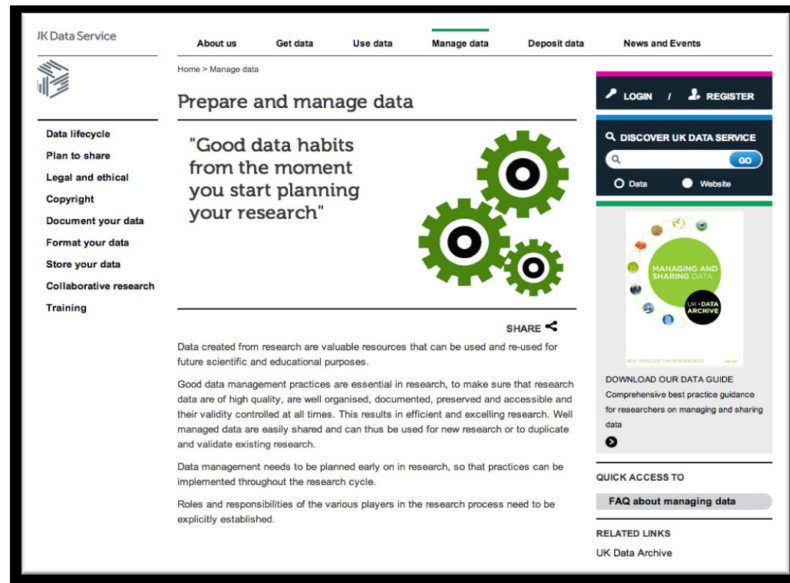 JK Data Service
About us Get data Use data Manage data Deposit data News and Events
Home > Manage data
Prepare and manage data
Data lifecycle
Plan to share
Legal and ethical
Copyright
Document your data
Format your data
Store your data
Collaborative research
Training
"Good data habits
from the moment
you start planning
your research"
SHARE
Data created from research are valuable resources that can be used and re-used for
future scientific and educational purposes.
Good data management practices are essential in research, to make sure that research
data are of high quality, are well organised, documented, preserved and accessible and
their validity controlled at all times. This results in efficient and excelling research. Well
managed data are easily shared and can thus be used for new research or to duplicate
and validate existing research.
Data management needs to be planned early on in research, so that practices can be
implemented throughout the research cycle.
Roles and responsibilities of the various players in the research process need to be
explicitly established.
LOGIN / REGISTER
DISCOVER UK DATA SERVICE
GO
Data Website
MANAGING AND
SHARING DATA
UK DATA
ARCHIVE
BEST PRACTICE FOR RESEARCHERS
DOWNLOAD OUR DATA GUIDE
Comprehensive best practice guidance
for researchers on managing and sharing
data
QUICK ACCESS TO
FAQ about managing data
RELATED LINKS
UK Data Archive